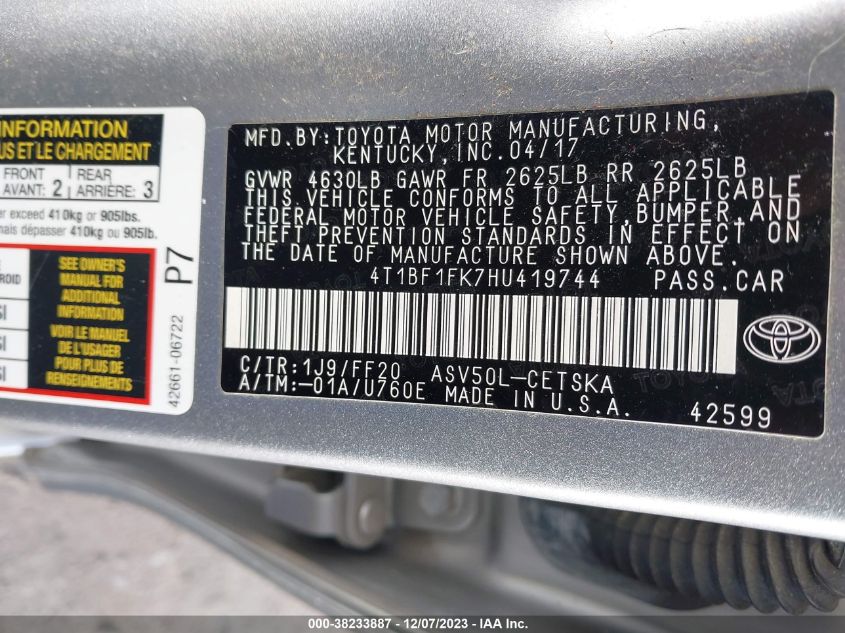 INFORMATION
US ET LE CHARGEMENT
FRONT
AVANT: 2
REAR
ARRIÈRE: 3
er exceed 410kg or 905lbs.
mais dépasser 410kg ou 905lb.
SEE OWNER'S
MANUAL FOR
ADDITIONAL
INFORMATION
VOIR LE MANUEL
DE L'USAGER
POUR PLUS DE
RENSEIGNEMENTS
P7
42661-06722
MFD. BY: TOYOTA MOTOR MANUFACTURING,
KENTUCKY, INC. 04/17
GVWR 4630LB GAWR FR 2625LB RR 2625LB
THIS VEHICLE CONFORMS TO ALL APPLICABLE
FEDERAL MOTOR VEHICLE SAFETY, BUMPER, AND
THEFT PREVENTION STANDARDS IN EFFECT ON
THE DATE OF MANUFACTURE SHOWN ABOVE.
4T1BF1FK7HU419744 PASS. CAR
C/TR: 1J9/FF20 ASV50L-CETSKA
A/TM: -01A/U760E MADE IN U.S.A.
42599
000-38233887 - 12/07/2023 - IAA Inc.